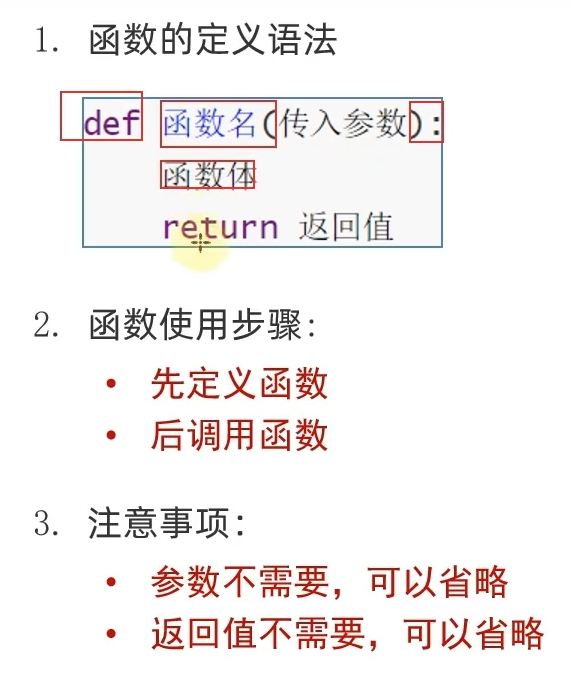 1. 函数的定义语法
def 函数名(传入参数):
函数体
return 返回值
2. 函数使用步骤:
• 先定义函数
• 后调用函数
3. 注意事项:
• 参数不需要，可以省略
• 返回值不需要，可以省略